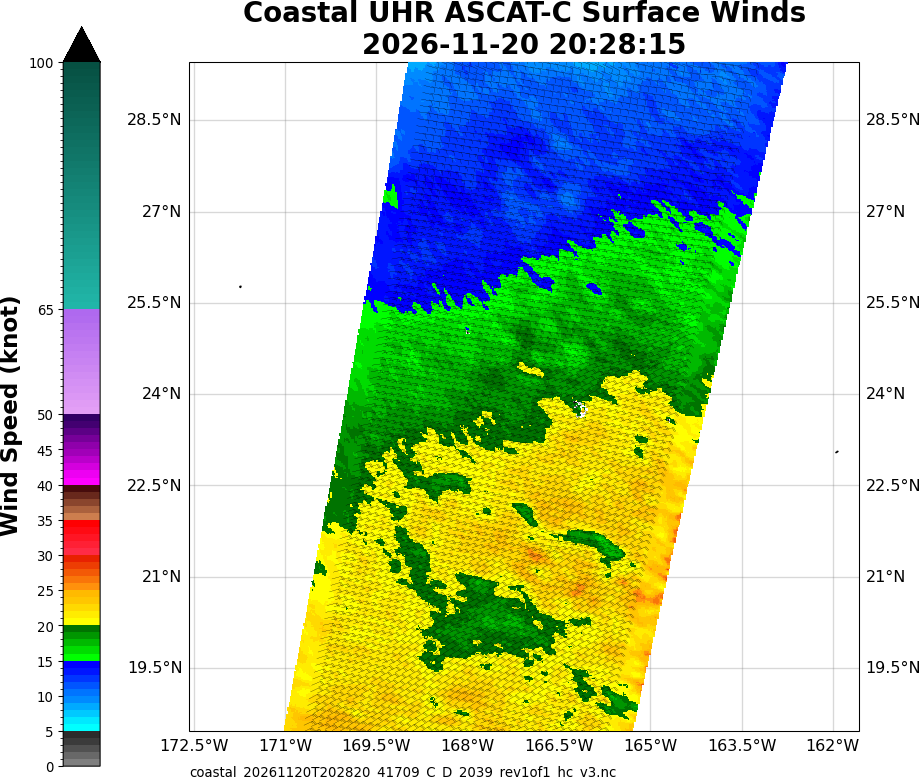 Coastal UHR ASCAT-C Surface Winds
2026-11-20 20:28:15
Wind Speed (knot)
100
65
50
45
40
35
30
25
20
15
10
5
0
28.5°N 28.5°N
27°N 27°N
25.5°N 25.5°N
24°N 24°N
22.5°N 22.5°N
21°N 21°N
19.5°N 19.5°N
172.5°W 171°W 169.5°W 168°W 166.5°W 165°W 163.5°W 162°W
coastal_20261120T202820_41709_C_D_2039_rev1of1_hc_v3.nc